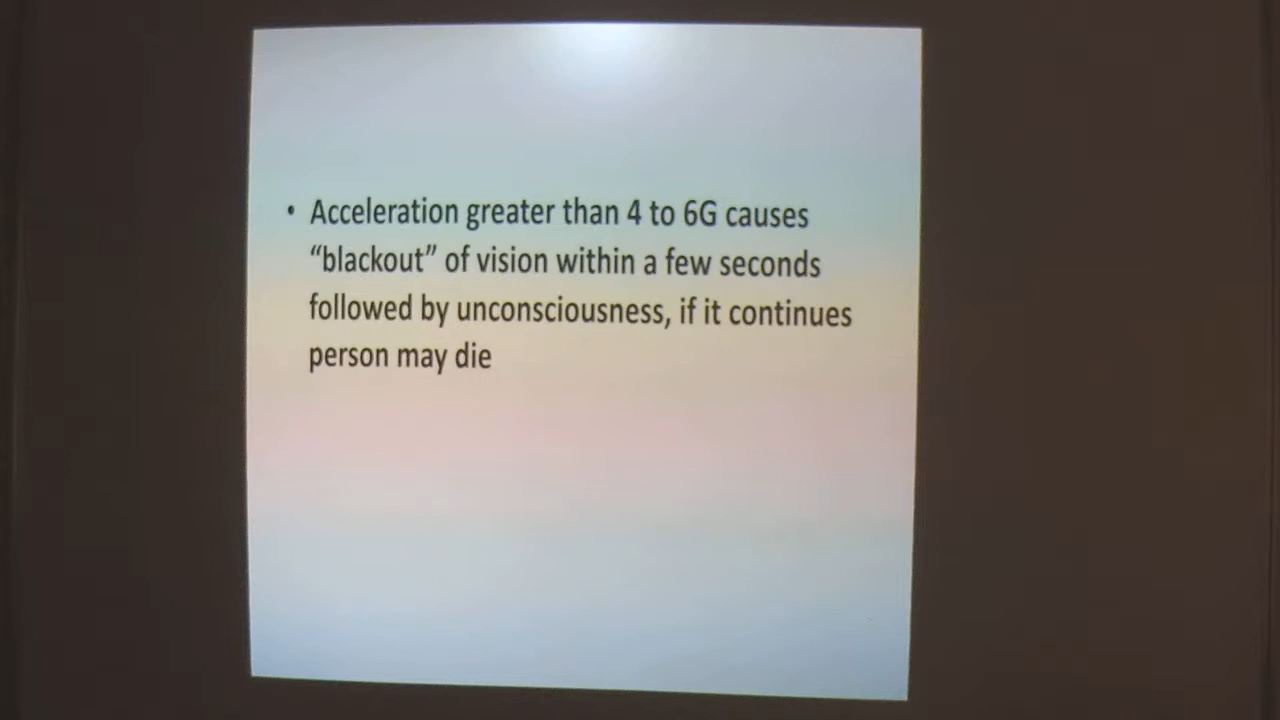 • Acceleration greater than 4 to 6G causes
“blackout” of vision within a few seconds
followed by unconsciousness, if it continues
person may die